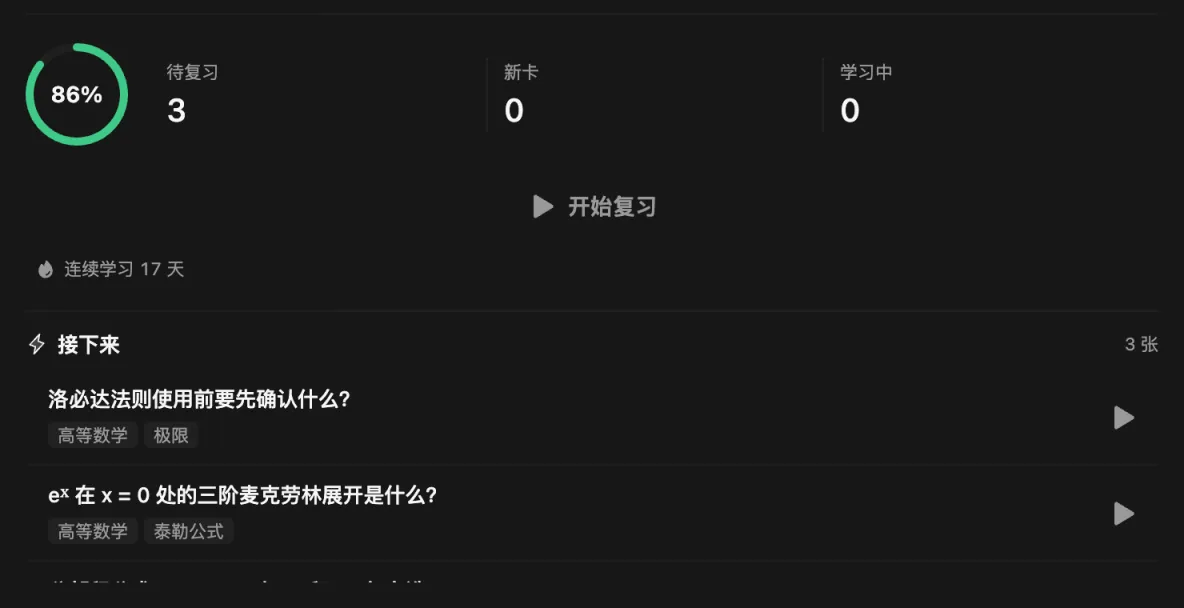 86%
待复习
3
新卡
0
学习中
0
开始复习
连续学习 17 天
接下来
3 张
洛必达法则使用前要先确认什么?
高等数学
极限
eˣ 在 x = 0 处的三阶麦克劳林展开是什么?
高等数学
泰勒公式